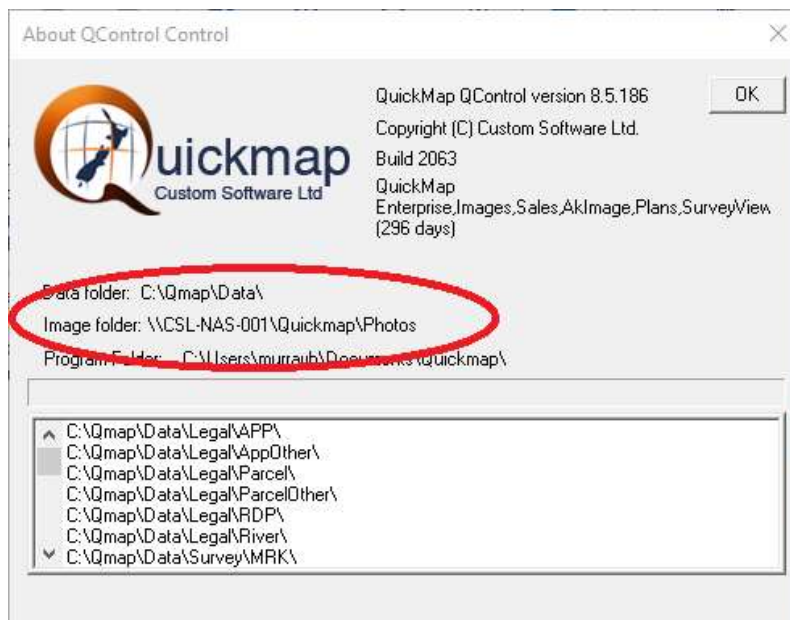 About QControl Control
Quickmap
Custom Software Ltd
QuickMap QControl version 8.5.186
OK
Copyright (C) Custom Software Ltd.
Build 2063
QuickMap
Enterprise,Images,Sales,AkImage,Plans,SurveyView
(296 days)
Data folder: C:\Qmap\Data\
Image folder: \\CSL-NAS-001\Quickmap\Photos
Program Folder: C:\Users\murrayh\Documents\Quickmap\
C:\Qmap\Data\Legal\APP\
C:\Qmap\Data\Legal\AppOther\
C:\Qmap\Data\Legal\Parcel\
C:\Qmap\Data\Legal\ParcelOther\
C:\Qmap\Data\Legal\RDP\
C:\Qmap\Data\Legal\River\
C:\Qmap\Data\Survey\MRK\